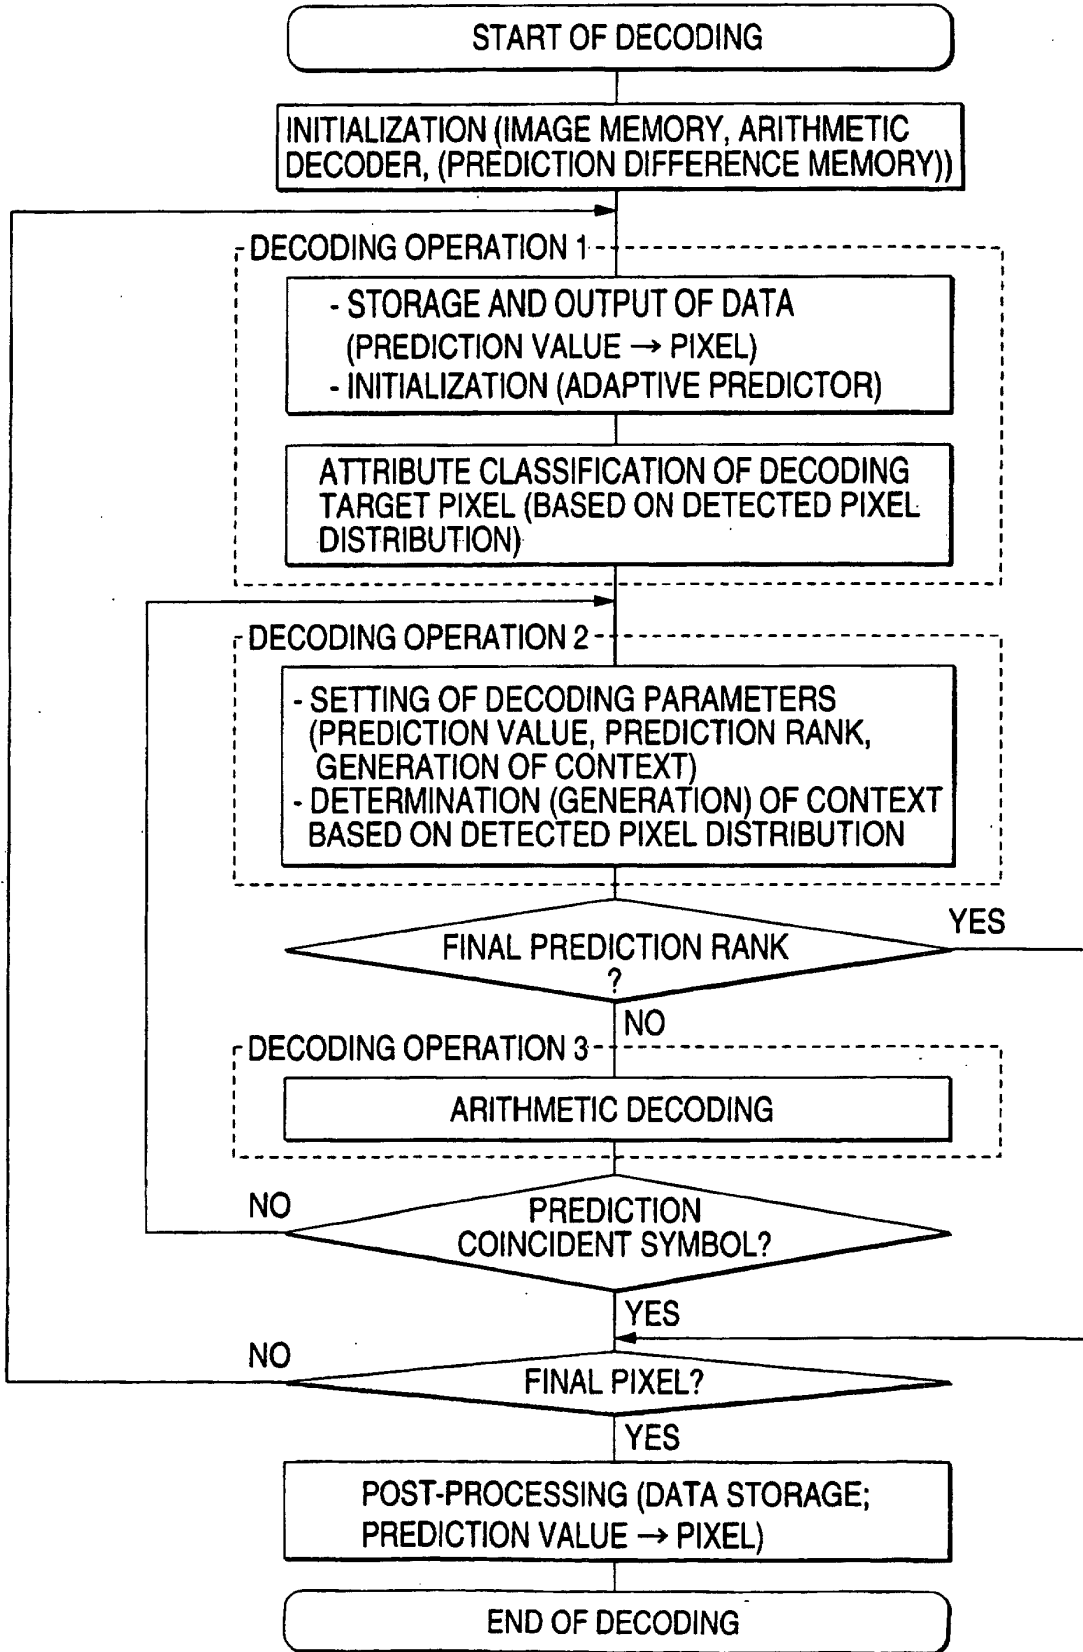 START OF DECODING
INITIALIZATION (IMAGE MEMORY, ARITHMETIC
DECODER, (PREDICTION DIFFERENCE MEMORY))
DECODING OPERATION 1
- STORAGE AND OUTPUT OF DATA
(PREDICTION VALUE → PIXEL)
- INITIALIZATION (ADAPTIVE PREDICTOR)
ATTRIBUTE CLASSIFICATION OF DECODING
TARGET PIXEL (BASED ON DETECTED PIXEL
DISTRIBUTION)
DECODING OPERATION 2
- SETTING OF DECODING PARAMETERS
(PREDICTION VALUE, PREDICTION RANK,
GENERATION OF CONTEXT)
- DETERMINATION (GENERATION) OF CONTEXT
BASED ON DETECTED PIXEL DISTRIBUTION
YES
FINAL PREDICTION RANK
?
NO
DECODING OPERATION 3
ARITHMETIC DECODING
NO
PREDICTION
COINCIDENT SYMBOL?
YES
NO
FINAL PIXEL?
YES
POST-PROCESSING (DATA STORAGE;
PREDICTION VALUE → PIXEL)
END OF DECODING